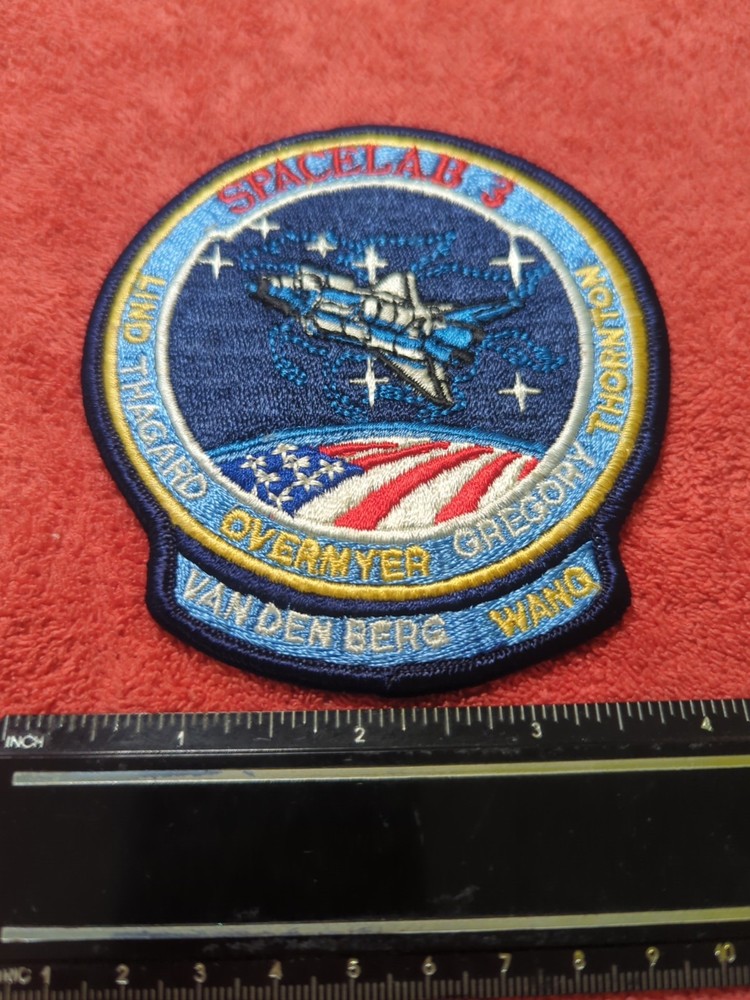 SPACELAB 3
LIND THAGARD OVERMYER GREGORY THORNTON
VAN DEN BERG WANG
INCH 1 2 3 4
1 2 3 4 5 6 7 8 9 10